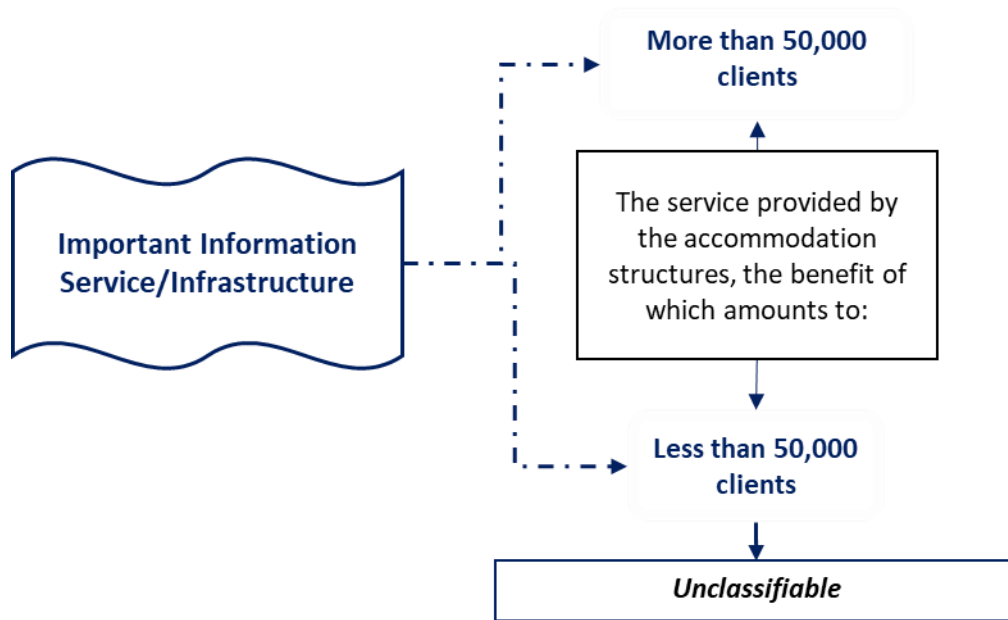 More than 50,000
clients
Important Information
Service/Infrastructure
The service provided by
the accommodation
structures, the benefit of
which amounts to:
Less than 50,000
clients
Unclassifiable